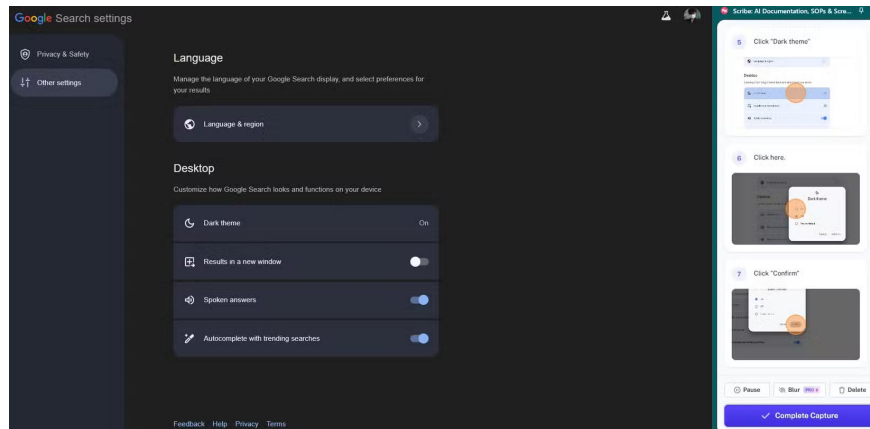 Google Search settings
Privacy & Safety
Other settings
Language
Manage the language of your Google Search display, and select preferences for
your results
Language & region
Desktop
Customize how Google Search looks and functions on your device
Dark theme On
Results in a new window
Spoken answers
Autocomplete with trending searches
Feedback Help Privacy Terms
Scribe: AI Documentation, SOPs & Scre...
5 Click "Dark theme"
Desktop
6 Click here.
Dark theme
7 Click "Confirm"
Pause Blur PRO Delete
Complete Capture